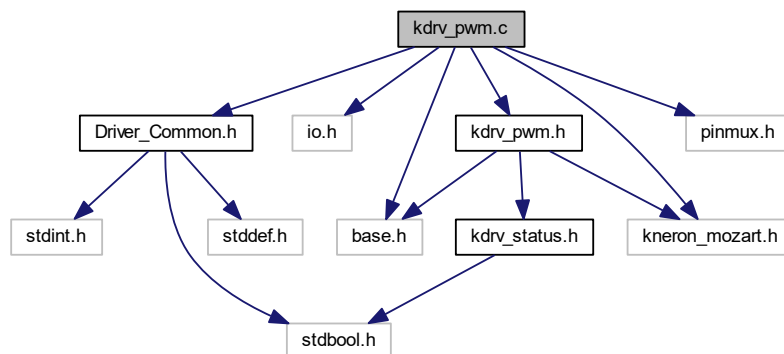 kdrv_pwm.c
Driver_Common.h
io.h
kdrv_pwm.h
pinmux.h
stdint.h
stddef.h
base.h
kdrv_status.h
kneron_mozart.h
stdbool.h